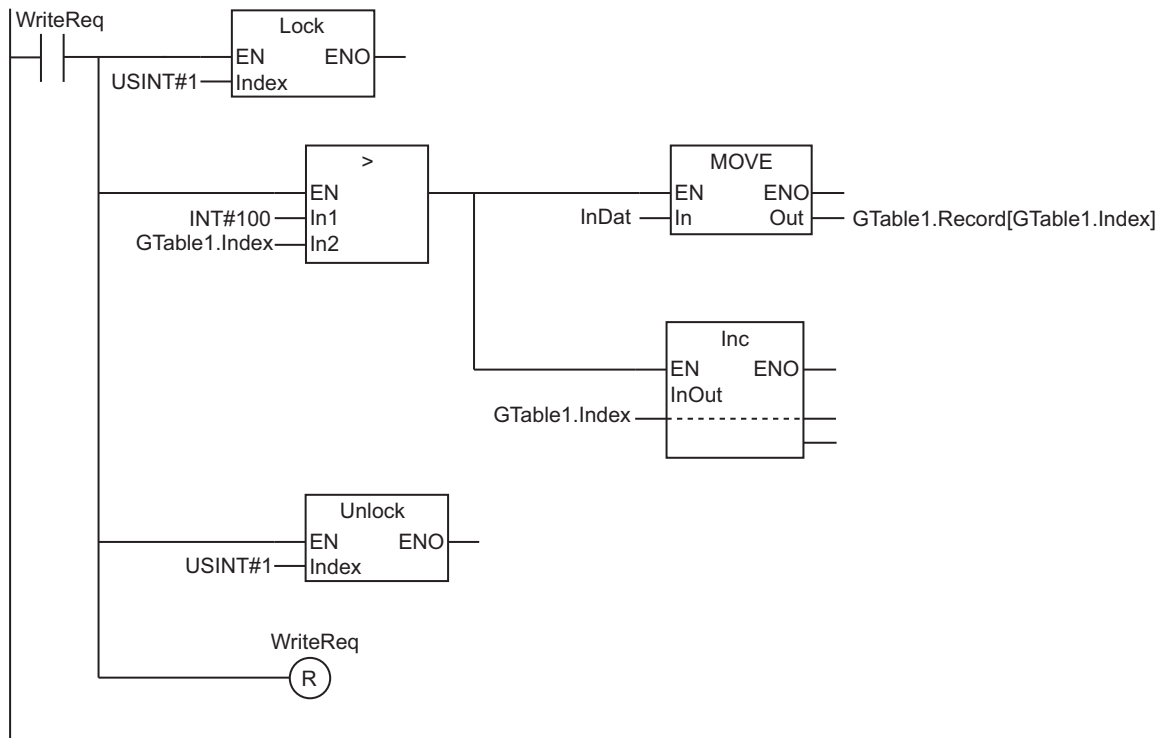 WriteReq
Lock
EN ENO
USINT#1 Index
>
EN
INT#100 In1
GTable1.Index In2
MOVE
EN ENO
InDat In Out GTable1.Record[GTable1.Index]
Inc
EN ENO
InOut
GTable1.Index
Unlock
EN ENO
USINT#1 Index
WriteReq
R